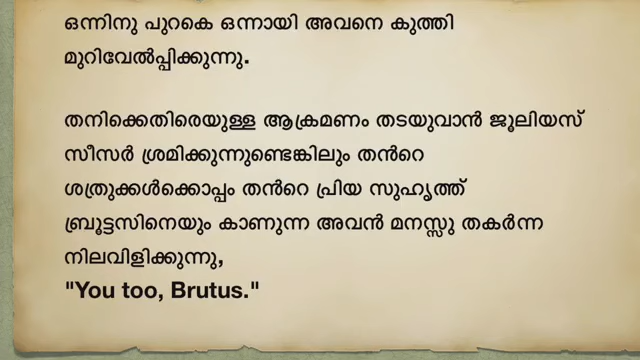 ഒന്നിനു പുറകെ ഒന്നായി അവനെ കുത്തി
മുറിവേൽപ്പിക്കുന്നു.
തനിക്കെതിരെയുള്ള ആക്രമണം തടയുവാൻ ജൂലിയസ്
സീസർ ശ്രമിക്കുന്നുണ്ടെങ്കിലും തൻറെ
ശത്രുക്കൾക്കൊപ്പം തൻറെ പ്രിയ സുഹൃത്ത്
ബ്രൂട്ടസിനെയും കാണുന്ന അവൻ മനസ്സു തകർന്ന
നിലവിളിക്കുന്നു,
"You too, Brutus."